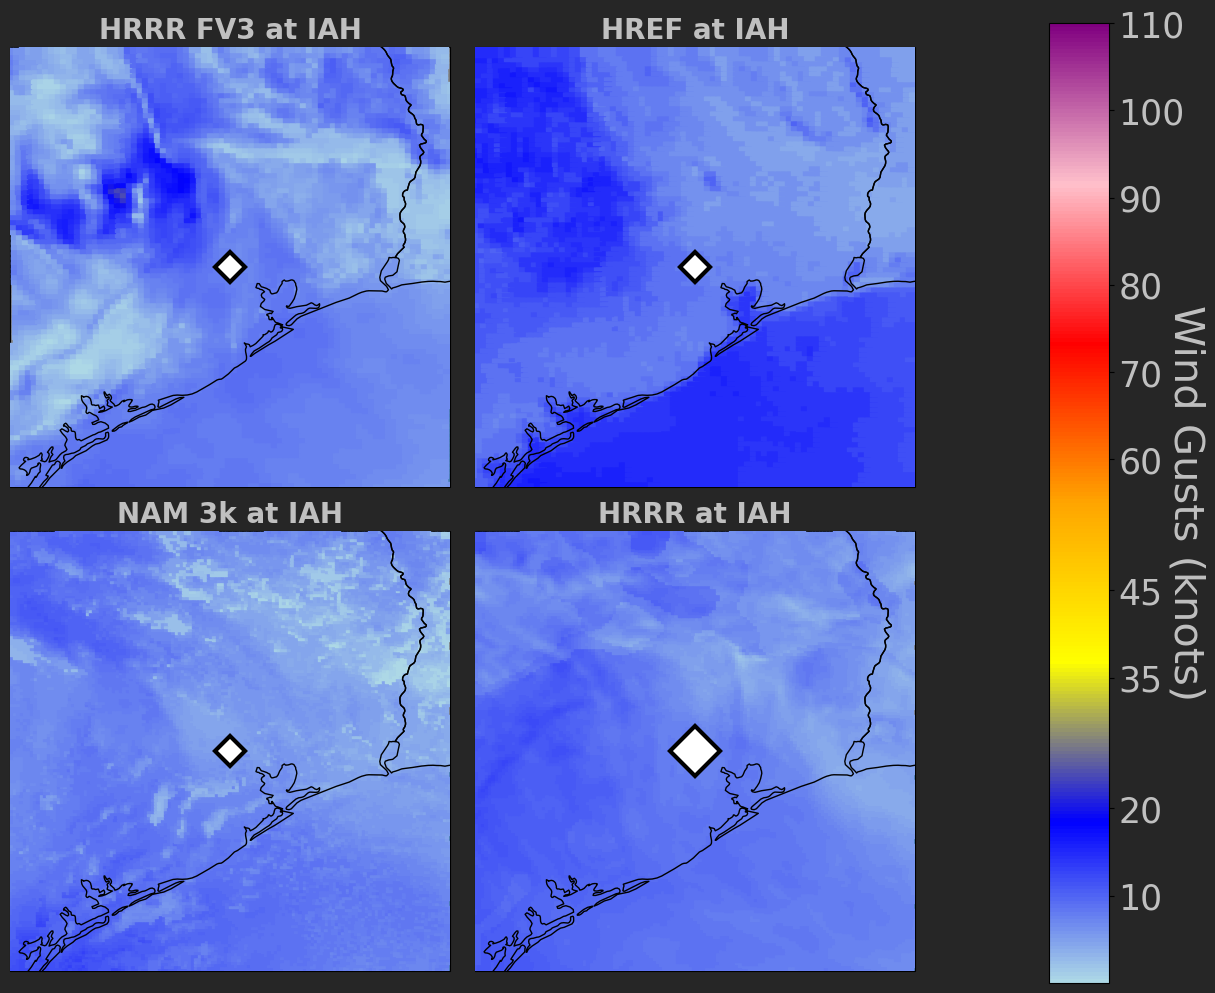 HRRR FV3 at IAH
HREF at IAH
NAM 3k at IAH
HRRR at IAH
110
100
90
80
70
60
45
35
20
10
Wind Gusts (knots)